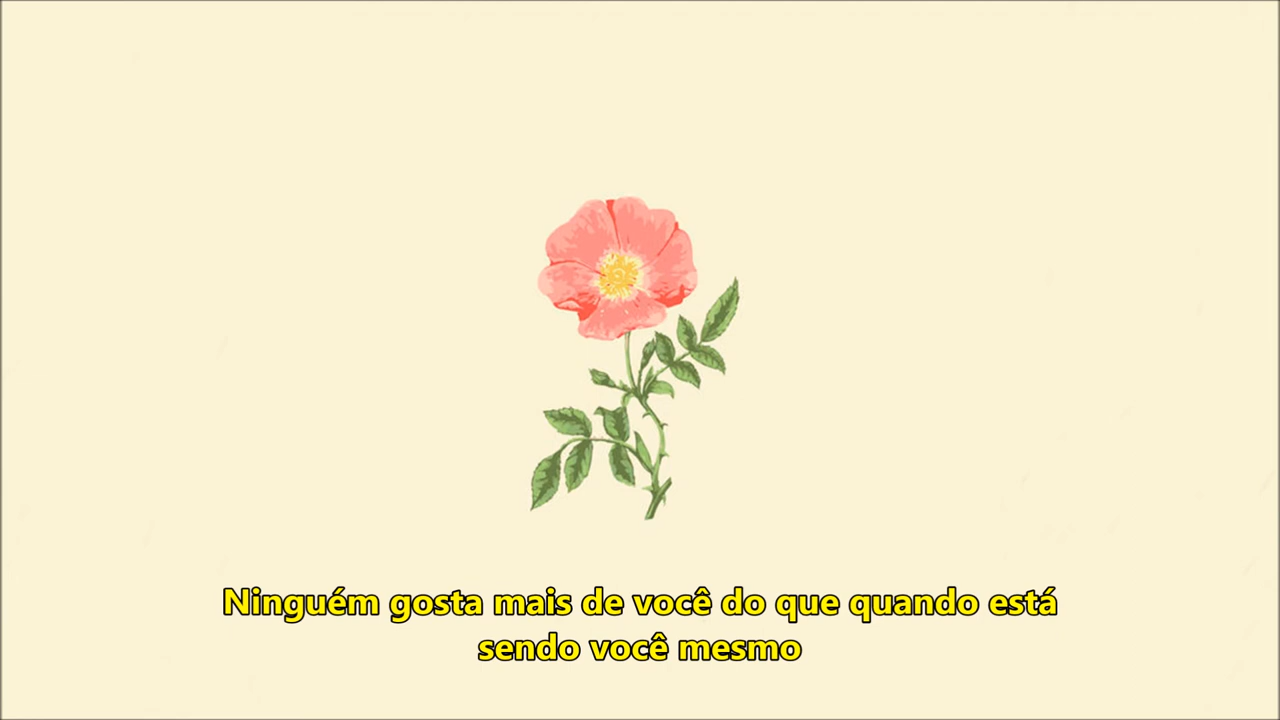 Ninguém gosta mais de você do que quando está
sendo você mesmo